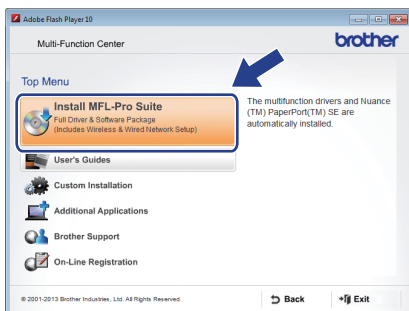 Adobe Flash Player 10
Multi-Function Center
brother
Top Menu
Install MFL-Pro Suite
Full Driver & Software Package
(Includes Wireless & Wired Network Setup)
The multifunction drivers and Nuance
(TM) PaperPort(TM) SE are
automatically installed.
User's Guides
Custom Installation
Additional Applications
Brother Support
On-Line Registration
© 2001-2013 Brother Industries, Ltd. All Rights Reserved.
Back
Exit